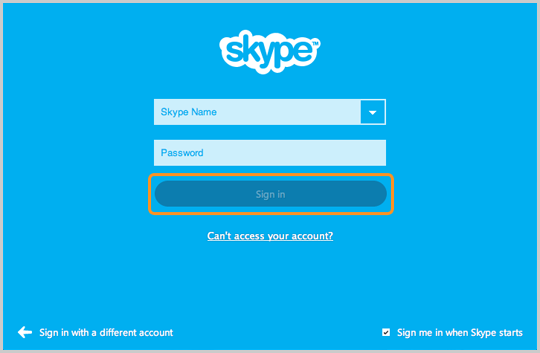 skype™
Skype Name
Password
Sign in
Can't access your account?
Sign in with a different account
Sign me in when Skype starts